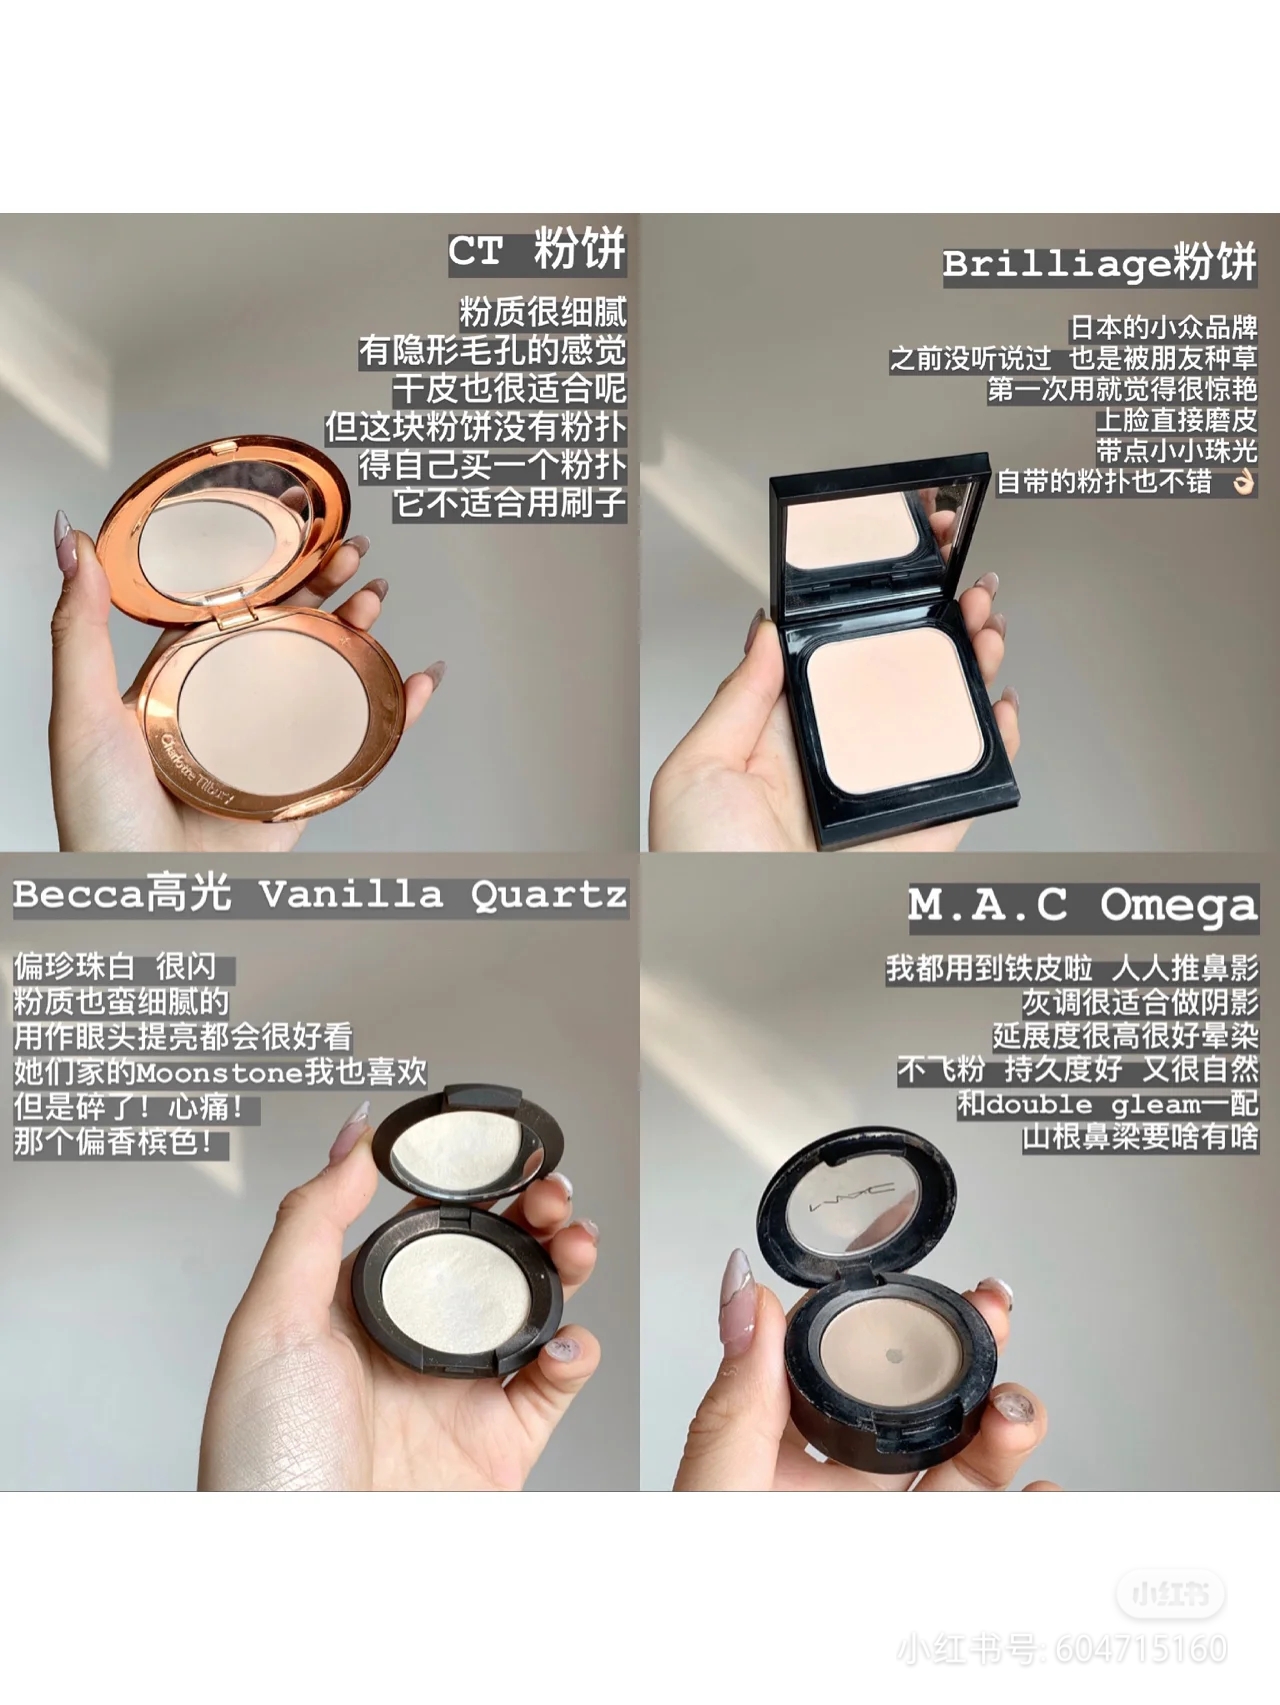 CT 粉饼
粉质很细腻
有隐形毛孔的感觉
干皮也很适合呢
但这块粉饼没有粉扑
得自己买一个粉扑
它不适合用刷子
Charlotte Tilbury
Brilliage粉饼
日本的小众品牌
之前没听说过 也是被朋友种草
第一次用就觉得很惊艳
上脸直接磨皮
带点小小珠光
自带的粉扑也不错 👌🏻
Becca高光 Vanilla Quartz
偏珍珠白 很闪
粉质也蛮细腻的
用作眼头提亮都会很好看
她们家的Moonstone我也喜欢
但是碎了！心痛！
那个偏香槟色！
M.A.C Omega
我都用到铁皮啦 人人推鼻影
灰调很适合做阴影
延展度很高很好晕染
不飞粉 持久度好 又很自然
和double gleam一配
山根鼻梁要啥有啥
MAC
小红书
小红书号: 604715160